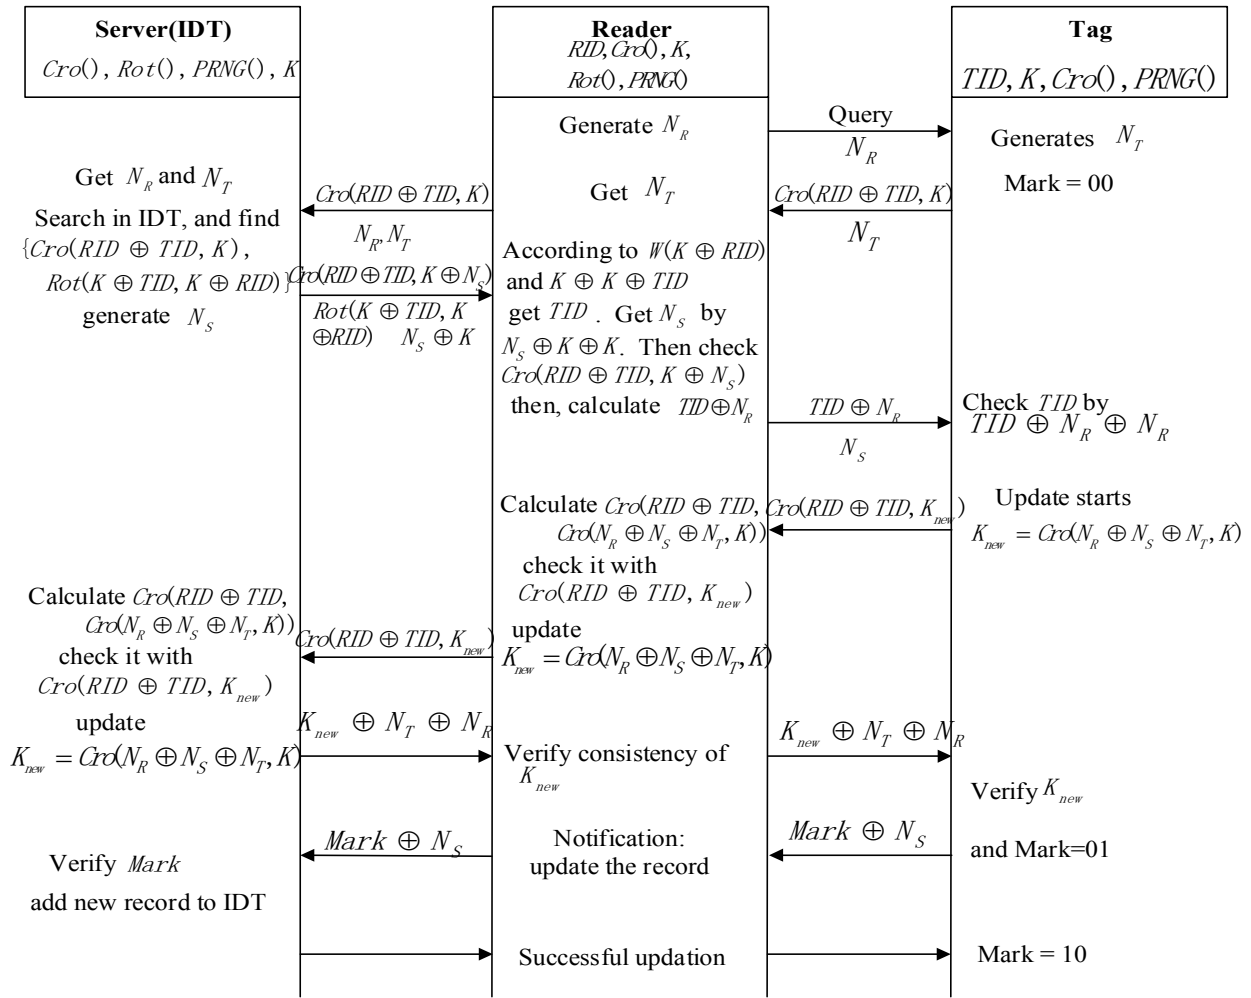 Server(IDT)
Cro(), Rot(), PRNG(), K
Reader
RID, Cro(), K,
Rot(), PRNG()
Tag
TID, K, Cro(), PRNG()
Generate N_R
Query
N_R
Generates N_T
Mark = 00
Get N_R and N_T
Search in IDT, and find
{Cro(RID ⊕ TID, K),
Rot(K ⊕ TID, K ⊕ RID)}
generate N_S
Cro(RID ⊕ TID, K)
N_R, N_T
Get N_T
Cro(RID ⊕ TID, K)
N_T
Cro(RID ⊕ TID, K ⊕ N_S)
Rot(K ⊕ TID, K
⊕RID) N_S ⊕ K
According to W(K ⊕ RID)
and K ⊕ K ⊕ TID
get TID . Get N_S by
N_S ⊕ K ⊕ K. Then check
Cro(RID ⊕ TID, K ⊕ N_S)
then, calculate TID ⊕ N_R
TID ⊕ N_R
N_S
Check TID by
TID ⊕ N_R ⊕ N_R
Update starts
K_new = Cro(N_R ⊕ N_S ⊕ N_T, K)
Cro(RID ⊕ TID, K_new)
Calculate Cro(RID ⊕ TID,
Cro(N_R ⊕ N_S ⊕ N_T, K))
check it with
Cro(RID ⊕ TID, K_new)
update
K_new = Cro(N_R ⊕ N_S ⊕ N_T, K)
Cro(RID ⊕ TID, K_new)
Calculate Cro(RID ⊕ TID,
Cro(N_R ⊕ N_S ⊕ N_T, K))
check it with
Cro(RID ⊕ TID, K_new)
update
K_new = Cro(N_R ⊕ N_S ⊕ N_T, K)
K_new ⊕ N_T ⊕ N_R
Verify consistency of
K_new
K_new ⊕ N_T ⊕ N_R
Verify K_new
and Mark=01
Mark ⊕ N_S
Notification:
update the record
Mark ⊕ N_S
Verify Mark
add new record to IDT
Successful updation
Mark = 10